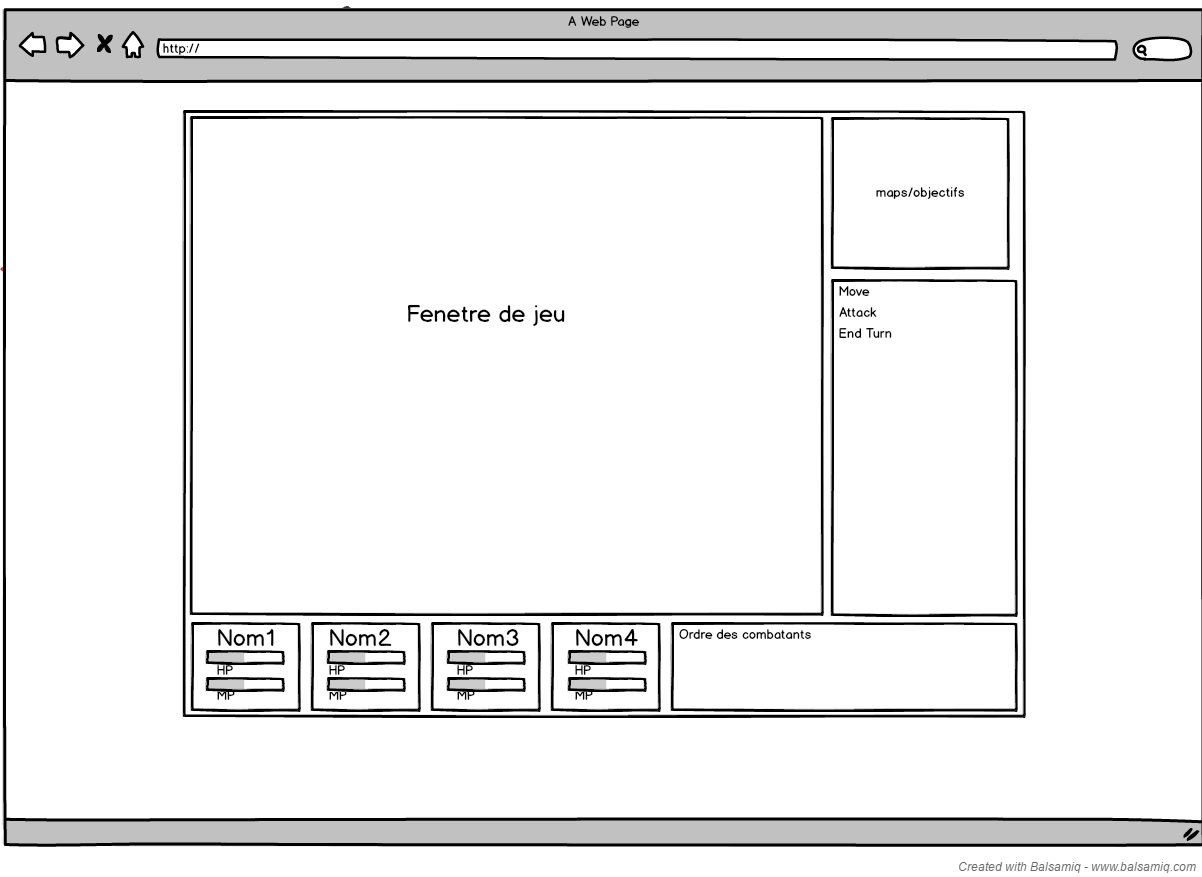 A Web Page
http://
Fenetre de jeu
maps/objectifs
Move
Attack
End Turn
Nom1
HP
MP
Nom2
HP
MP
Nom3
HP
MP
Nom4
HP
MP
Ordre des combatants
Created with Balsamiq - www.balsamiq.com